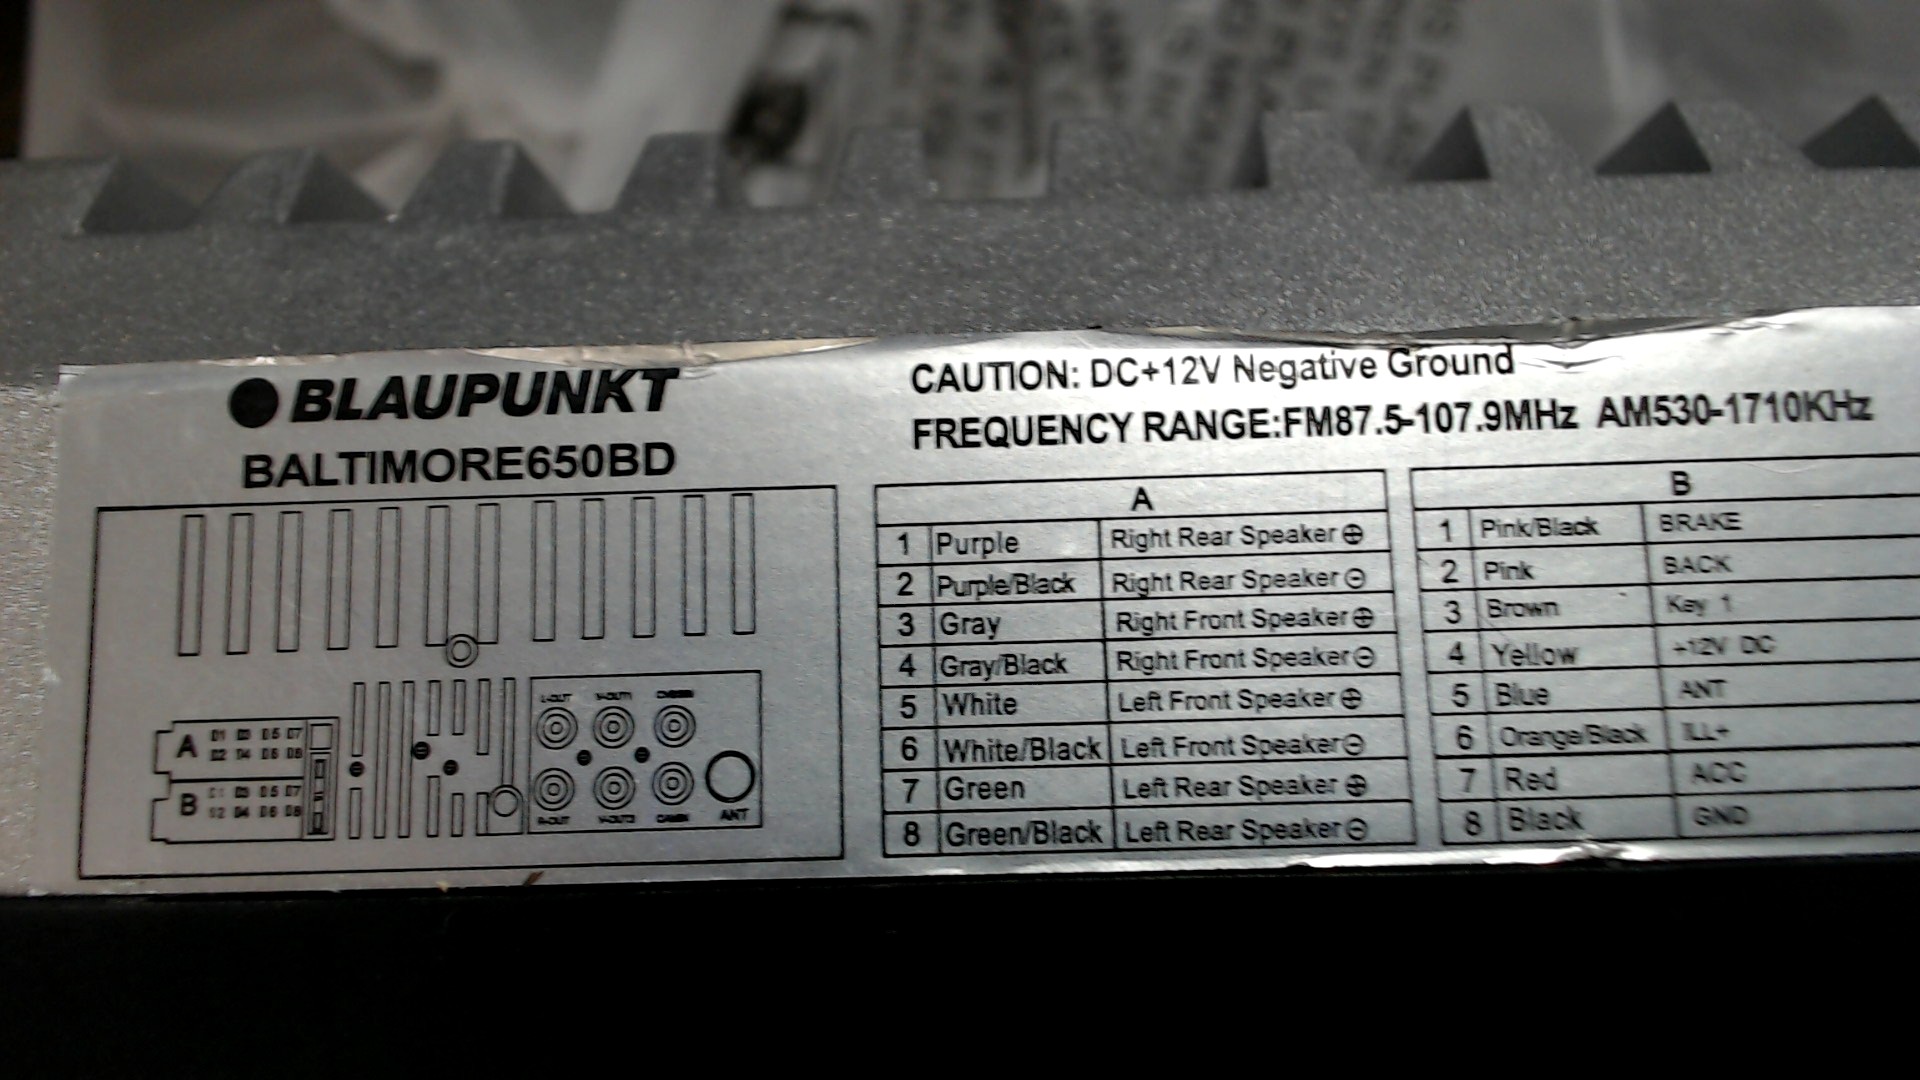 BLAUPUNKT
BALTIMORE650BD
CAUTION: DC+12V Negative Ground
FREQUENCY RANGE:FM87.5-107.9MHz AM530-1710KHz
A
1 Purple Right Rear Speaker ⊕
2 Purple/Black Right Rear Speaker ⊖
3 Gray Right Front Speaker ⊕
4 Gray/Black Right Front Speaker ⊖
5 White Left Front Speaker ⊕
6 White/Black Left Front Speaker ⊖
7 Green Left Rear Speaker ⊕
8 Green/Black Left Rear Speaker ⊖
B
1 Pink/Black BRAKE
2 Pink BACK
3 Brown Key 1
4 Yellow +12V DC
5 Blue ANT
6 Orange/Black ILL+
7 Red ACC
8 Black GND
A
B
L-OUT
R-OUT
ANT